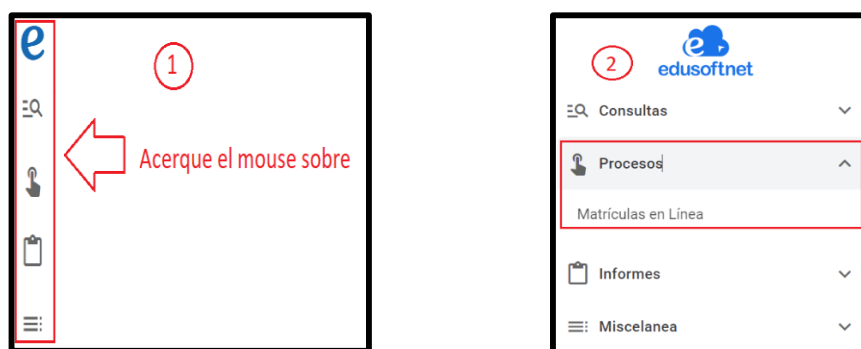 e
1
Acerque el mouse sobre
2
e
edusoftnet
Consultas
Procesos
Matrículas en Línea
Informes
Miscelanea